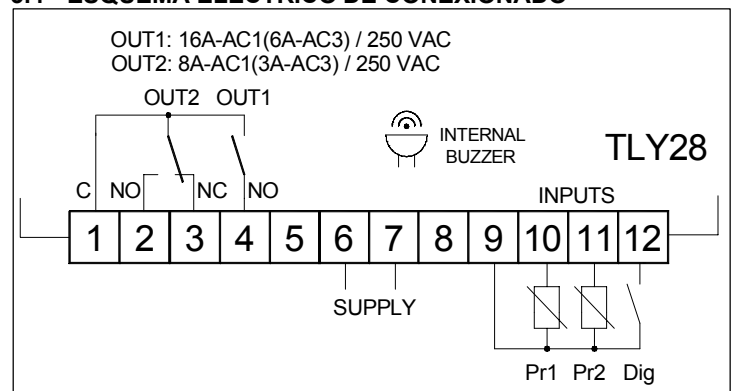 OUT1: 16A-AC1(6A-AC3) / 250 VAC
OUT2: 8A-AC1(3A-AC3) / 250 VAC
OUT2 OUT1
INTERNAL
BUZZER
TLY28
C NO NC NO
INPUTS
1 2 3 4 5 6 7 8 9 10 11 12
SUPPLY
Pr1 Pr2 Dig